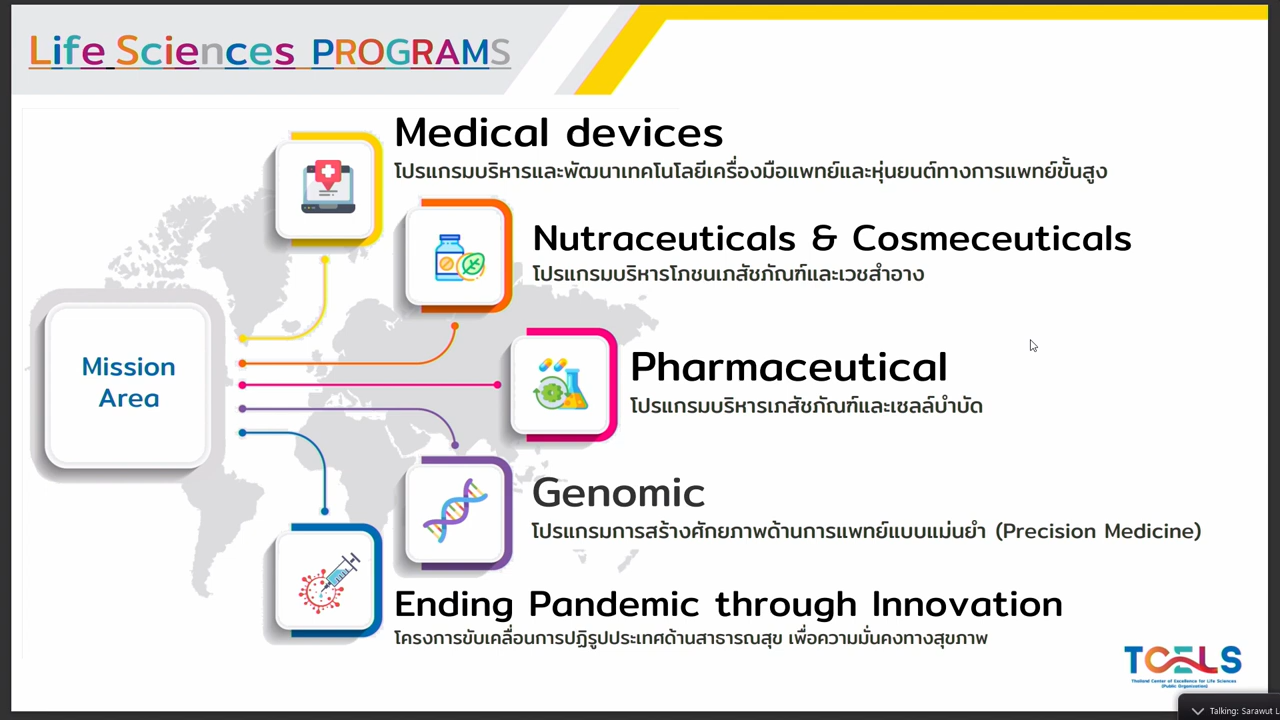 Life Sciences PROGRAMS
Medical devices
โปรแกรมบริหารและพัฒนาเทคโนโลยีเครื่องมือแพทย์และหุ่นยนต์ทางการแพทย์ขั้นสูง
Nutraceuticals & Cosmeceuticals
โปรแกรมบริหารโภชนเภสัชภัณฑ์และเวชสำอาง
Mission
Area
Pharmaceutical
โปรแกรมบริหารเภสัชภัณฑ์และเซลล์บำบัด
Genomic
โปรแกรมการสร้างศักยภาพด้านการแพทย์แบบแม่นยำ (Precision Medicine)
Ending Pandemic through Innovation
โครงการขับเคลื่อนการปฏิรูปประเทศด้านสาธารณสุข เพื่อความมั่นคงทางสุขภาพ
TCELS
Thailand Center of Excellence for Life Sciences
(Public Organization)
Talking: Sarawut L